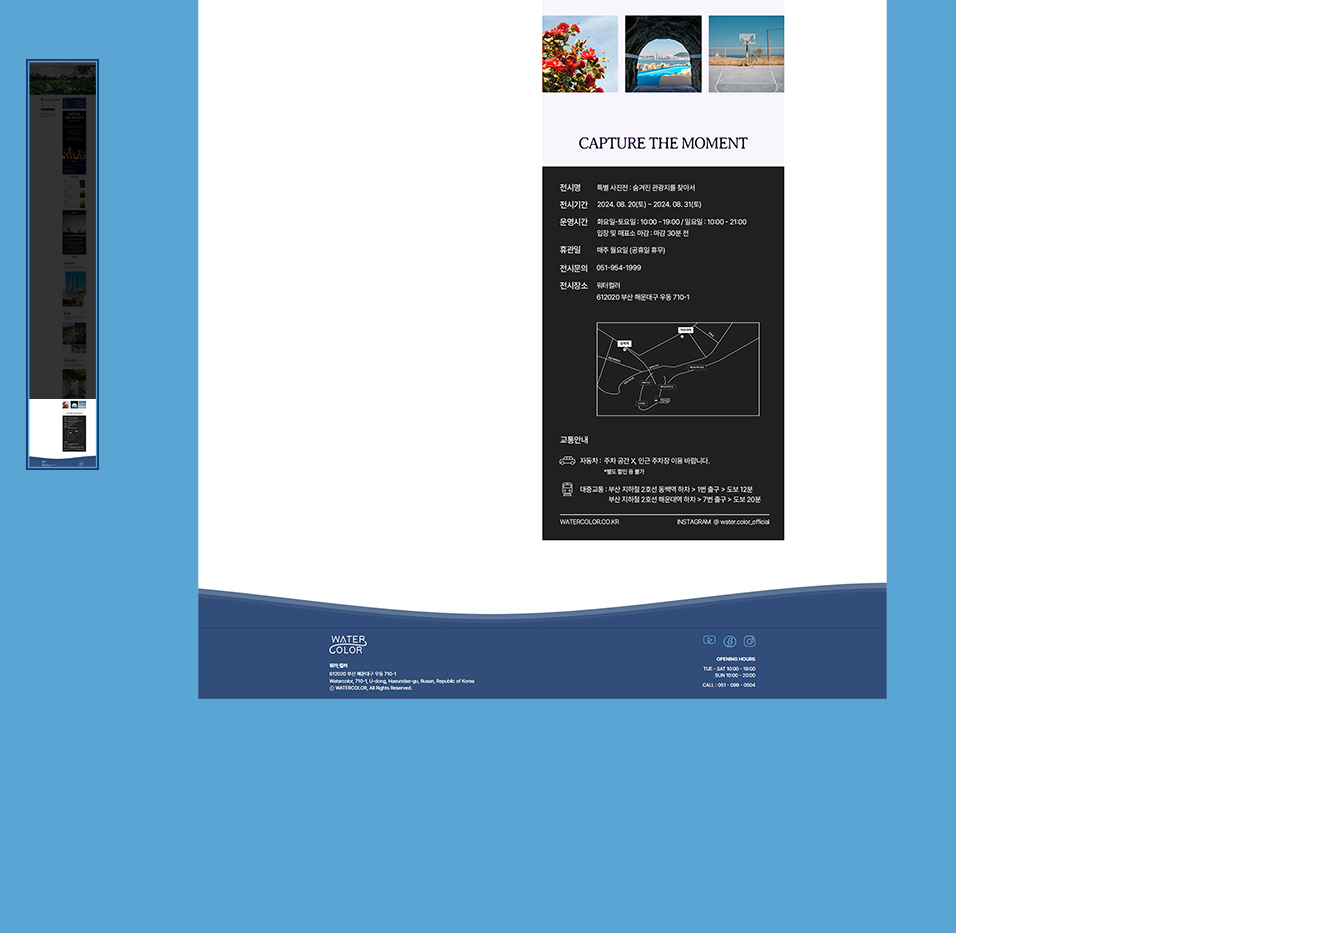 CAPTURE THE MOMENT
전시명 특별 사진전 : 숨겨진 관광지를 찾아서
전시기간 2024. 08. 20(토) ~ 2024. 08. 31(토)
운영시간 화요일-토요일 : 10:00 - 19:00 / 일요일 : 10:00 - 21:00
입장 및 매표소 마감 : 마감 30분 전
휴관일 매주 월요일 (공휴일 휴무)
전시문의 051-954-1999
전시장소 워터컬러
612020 부산 해운대구 우동 710-1
교통안내
자동차 : 주차 공간 X, 인근 주차장 이용 바랍니다.
*별도 할인 등 불가
대중교통 : 부산 지하철 2호선 동백역 하차 > 1번 출구 > 도보 12분
부산 지하철 2호선 해운대역 하차 > 7번 출구 > 도보 20분
WATERCOLOR.CO.KR INSTAGRAM @ water.color_official
WATER
COLOR
워터;컬러
612020 부산 해운대구 우동 710-1
Watercolor, 710-1, U-dong, Haeundae-gu, Busan, Republic of Korea
ⓒ WATERCOLOR, All Rights Reserved.
OPENING HOURS
TUE - SAT 10:00 - 19:00
SUN 10:00 - 20:00
CALL : 051 - 099 - 0504